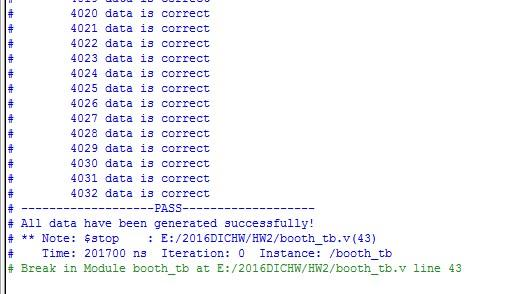 # 4019 data is correct
# 4020 data is correct
# 4021 data is correct
# 4022 data is correct
# 4023 data is correct
# 4024 data is correct
# 4025 data is correct
# 4026 data is correct
# 4027 data is correct
# 4028 data is correct
# 4029 data is correct
# 4030 data is correct
# 4031 data is correct
# 4032 data is correct
# -------------------PASS-------------------
# All data have been generated successfully!
# ** Note: $stop    : E:/2016DICHW/HW2/booth_tb.v(43)
#    Time: 201700 ns  Iteration: 0  Instance: /booth_tb
# Break in Module booth_tb at E:/2016DICHW/HW2/booth_tb.v line 43